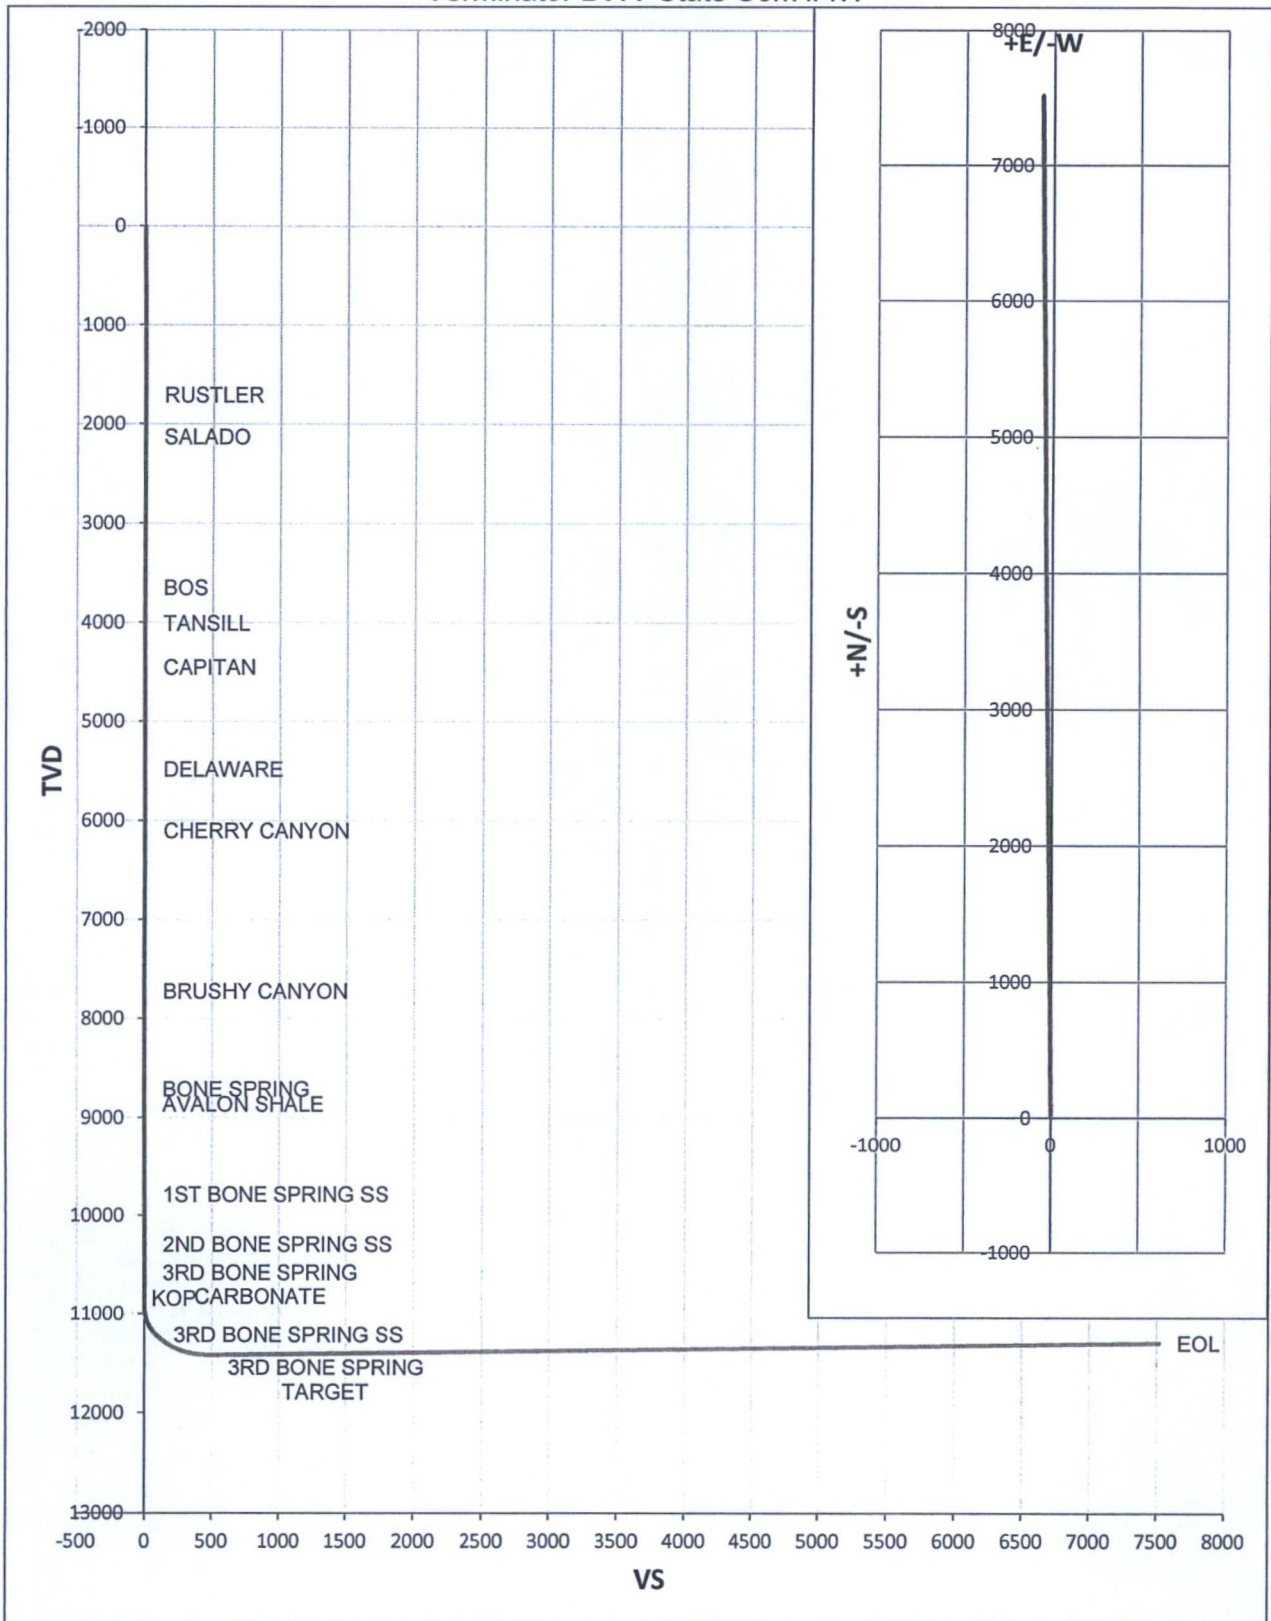 -2000
-1000
0
1000
2000
3000
4000
5000
6000
7000
8000
9000
10000
11000
12000
13000
TVD
RUSTLER
SALADO
BOS
TANSILL
CAPITAN
DELAWARE
CHERRY CANYON
BRUSHY CANYON
BONE SPRING
AVALON SHALE
1ST BONE SPRING SS
2ND BONE SPRING SS
3RD BONE SPRING
CARBONATE
KOP
3RD BONE SPRING SS
3RD BONE SPRING
TARGET
EOL
-500 0 500 1000 1500 2000 2500 3000 3500 4000 4500 5000 5500 6000 6500 7000 7500 8000
VS
8000
+E/-W
7000
6000
5000
4000
3000
2000
1000
0
-1000 0 1000
-1000
+N/-S